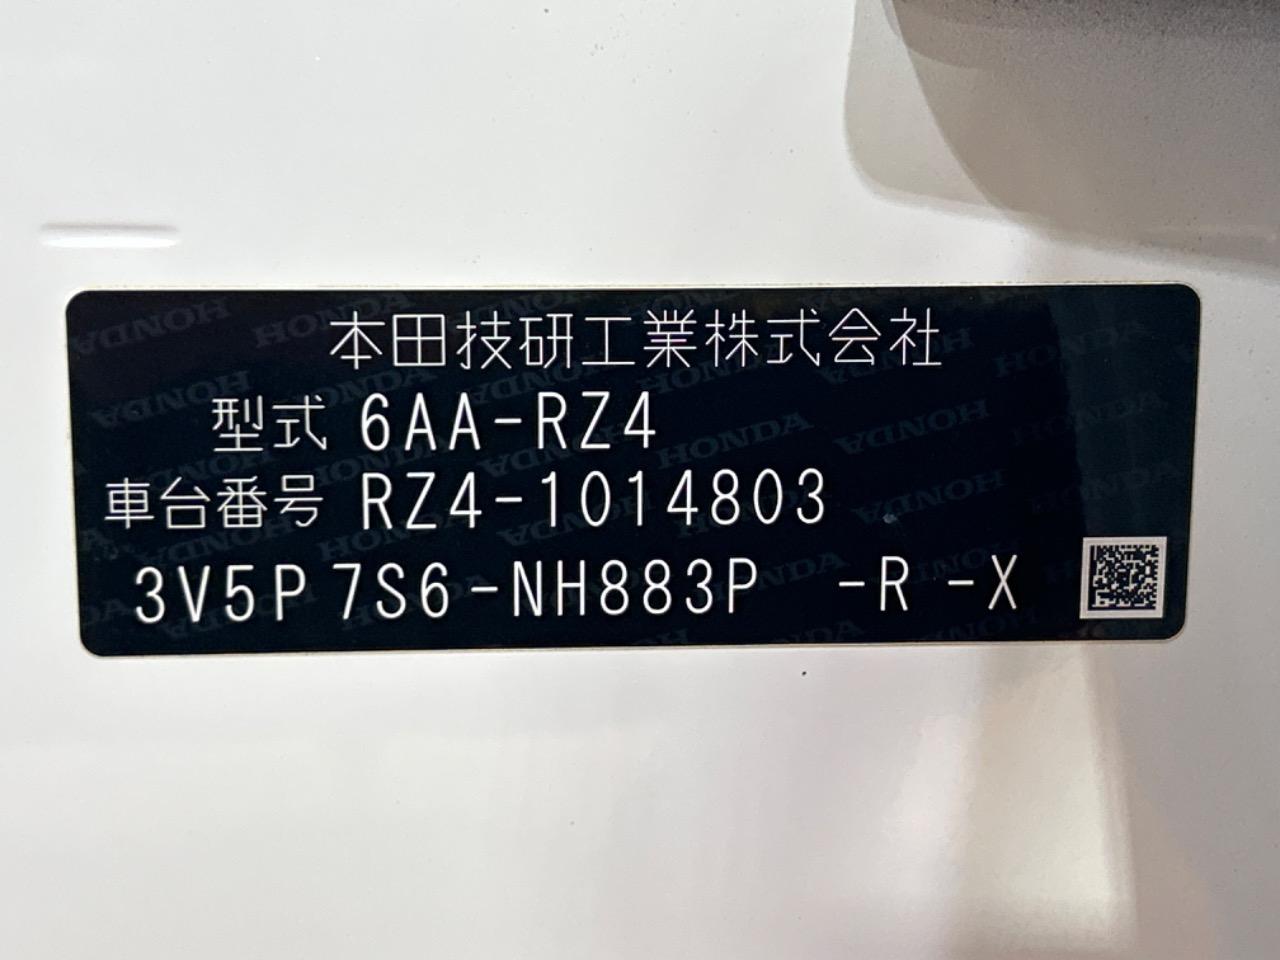 本田技研工業株式会社
型式 6AA-RZ4
車台番号 RZ4-1014803
3V5P 7S6-NH883P -R -X